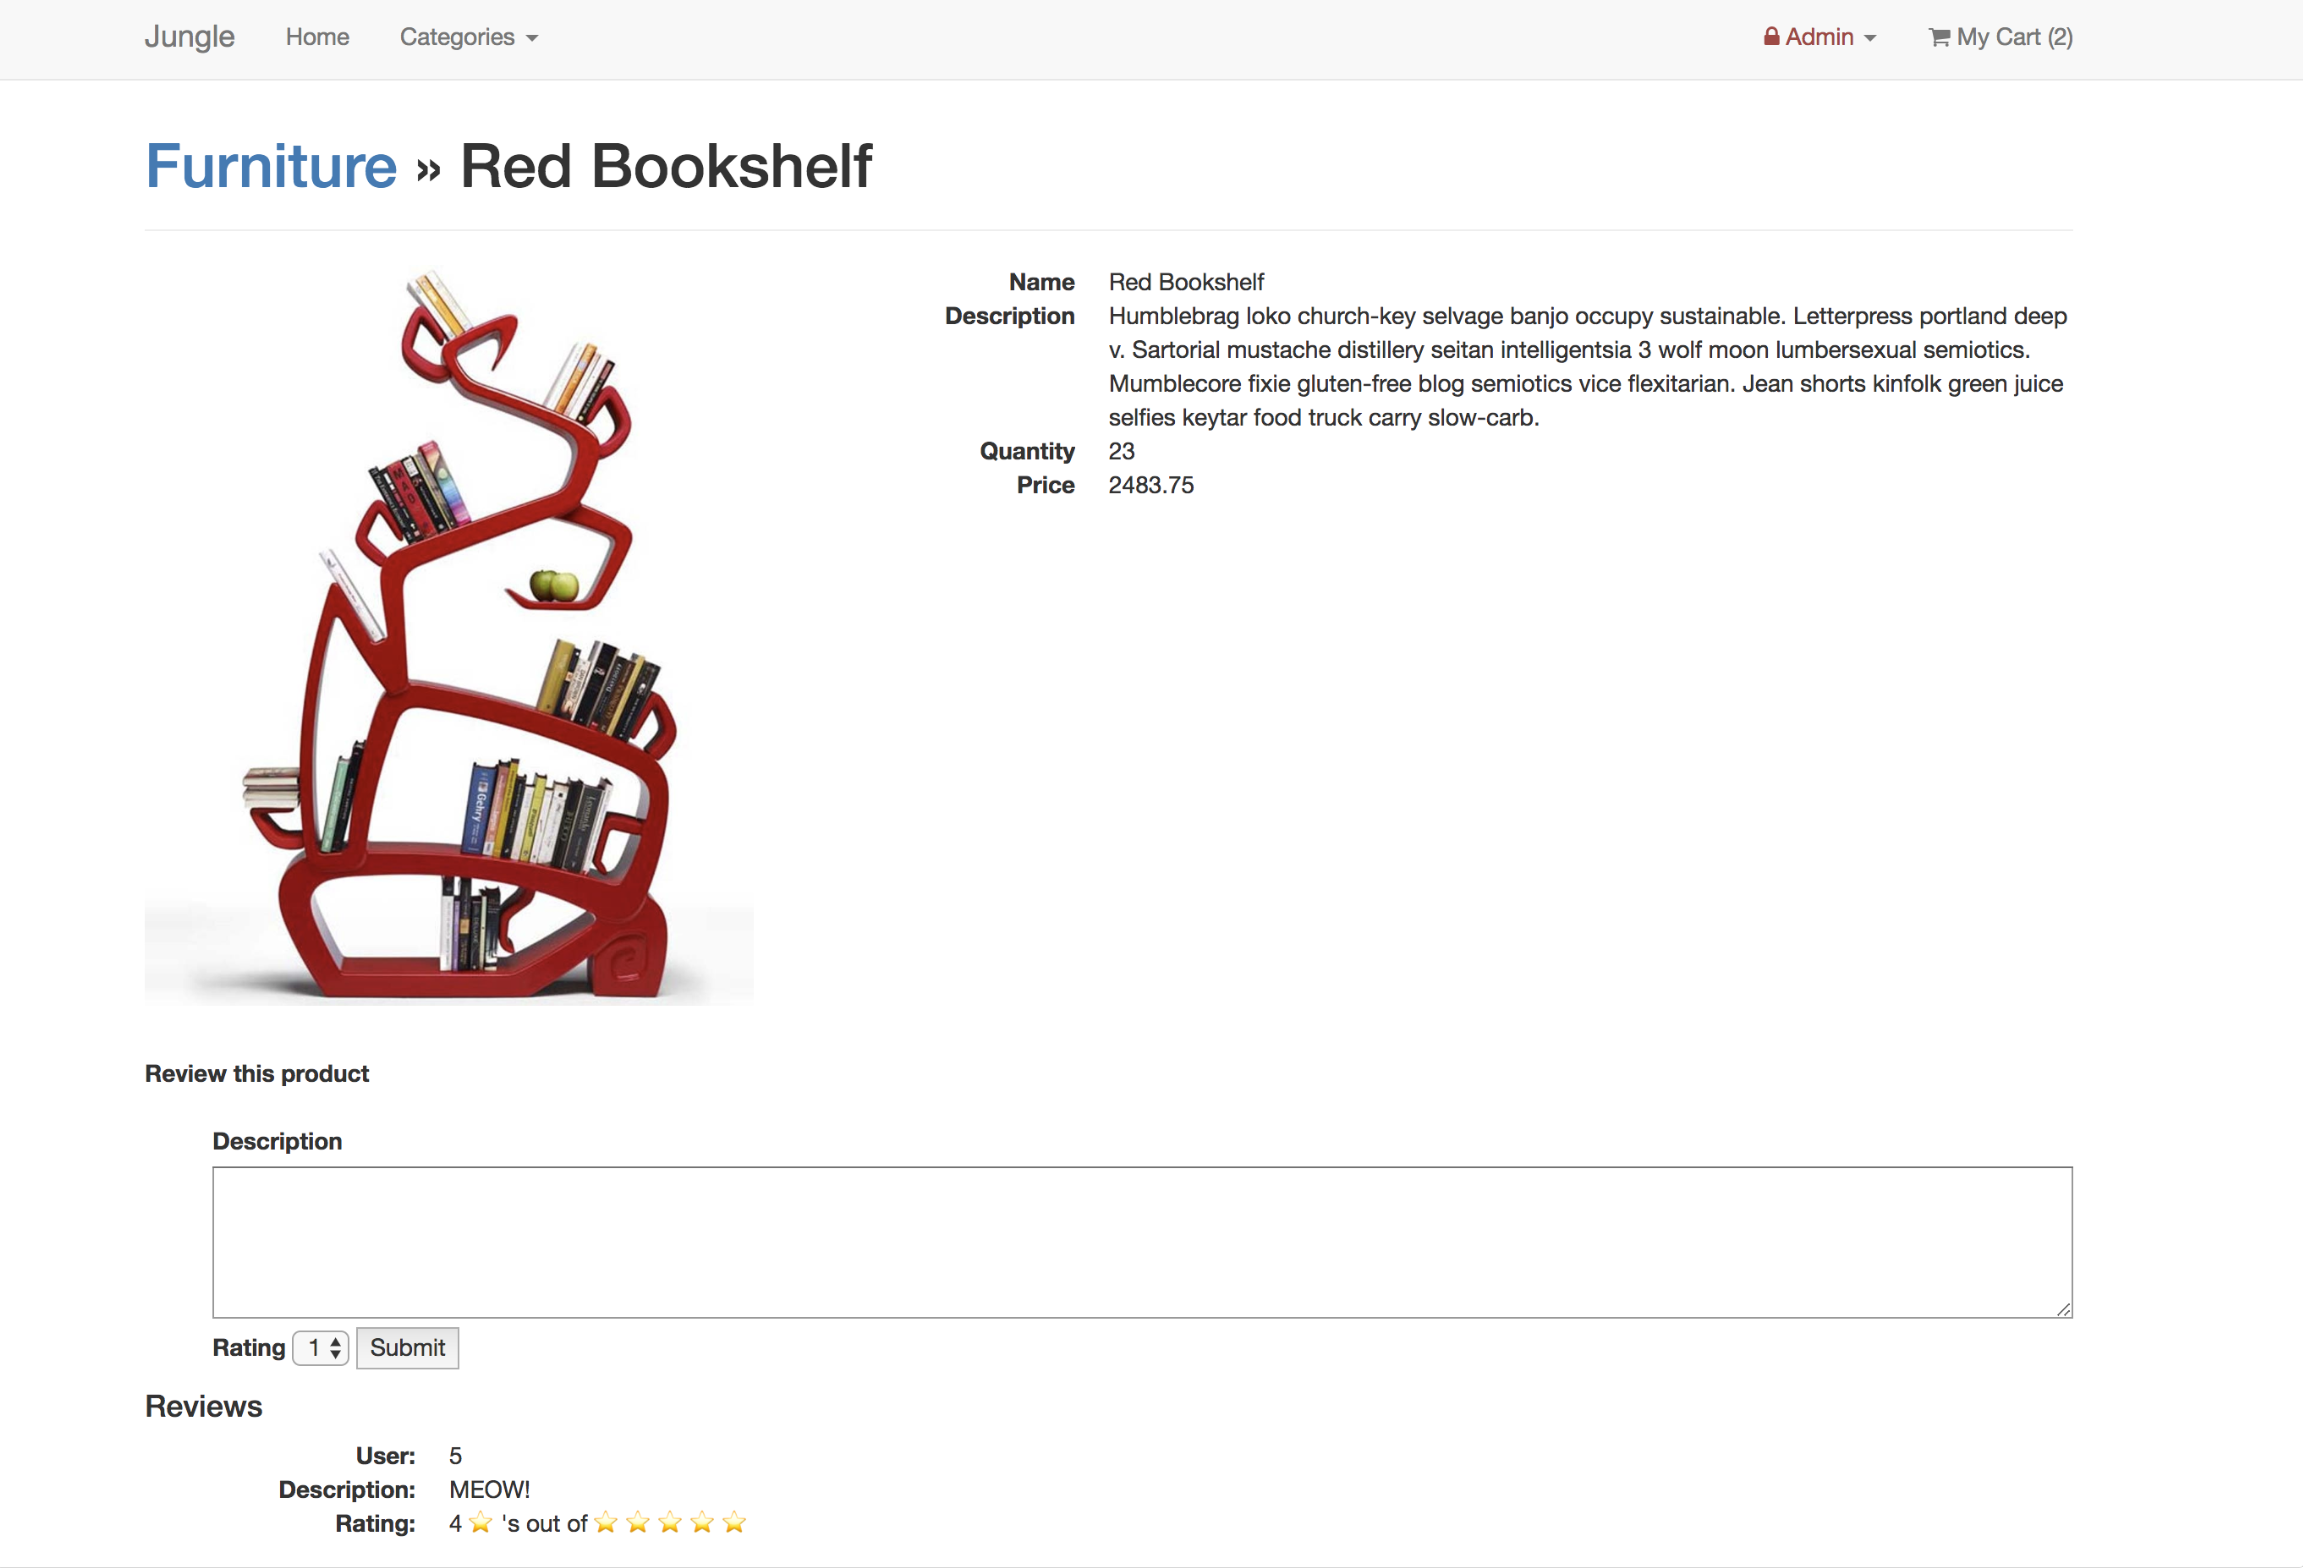 Jungle Home Categories Admin My Cart (2)
Furniture » Red Bookshelf
Name Red Bookshelf
Description Humblebrag loko church-key selvage banjo occupy sustainable. Letterpress portland deep
v. Sartorial mustache distillery seitan intelligentsia 3 wolf moon lumbersexual semiotics.
Mumblecore fixie gluten-free blog semiotics vice flexitarian. Jean shorts kinfolk green juice
selfies keytar food truck carry slow-carb.
Quantity 23
Price 2483.75
MAO
Gehry
Review this product
Description
Rating 1 Submit
Reviews
User: 5
Description: MEOW!
Rating: 4 ⭐ 's out of ⭐ ⭐ ⭐ ⭐ ⭐